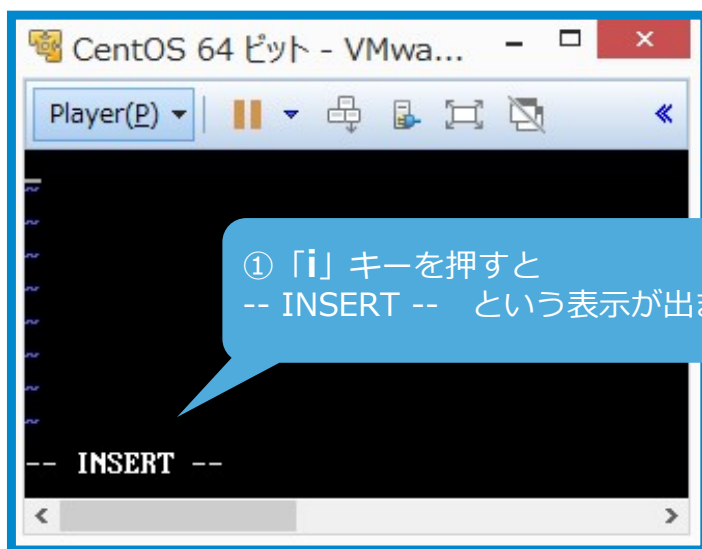 CentOS 64 ビット - VMwa...
Player(P)
①「i」キーを押すと
-- INSERT --　という表示が出
~
~
~
~
~
~
~
~
-- INSERT --